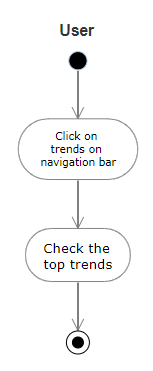 User
Click on
trends on
navigation bar
Check the
top trends